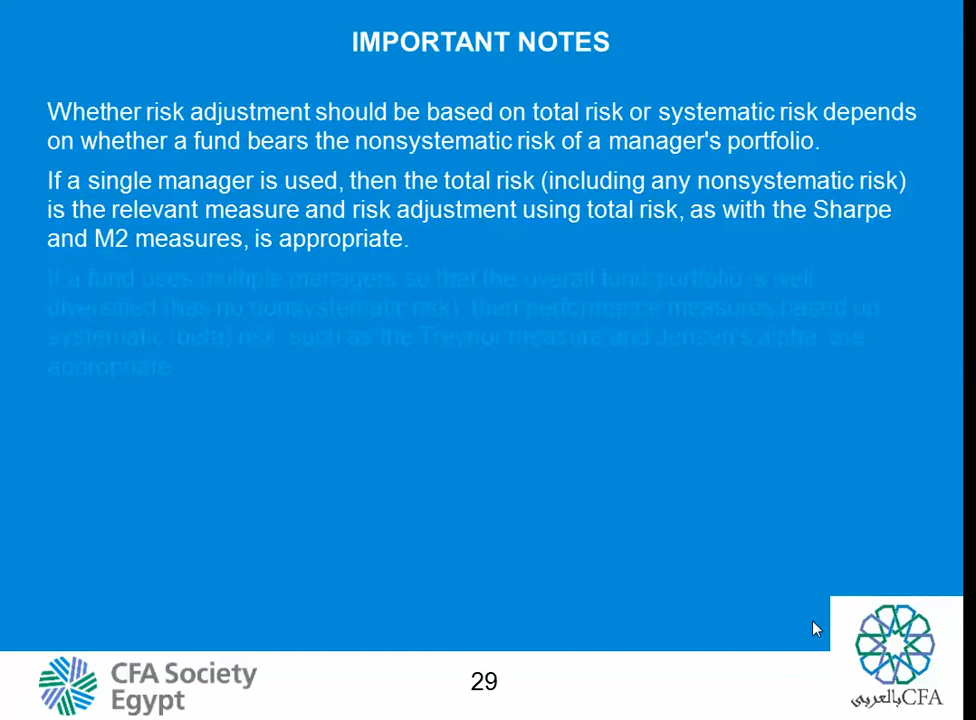 IMPORTANT NOTES
Whether risk adjustment should be based on total risk or systematic risk depends
on whether a fund bears the nonsystematic risk of a manager's portfolio.
If a single manager is used, then the total risk (including any nonsystematic risk)
is the relevant measure and risk adjustment using total risk, as with the Sharpe
and M2 measures, is appropriate.
If a fund uses multiple managers so that the overall fund portfolio is well
diversified (has no nonsystematic risk), then performance measures based on
systematic (beta) risk, such as the Treynor measure and Jensen's alpha, are
appropriate.
CFA Society
Egypt
29
CFAبالعربي